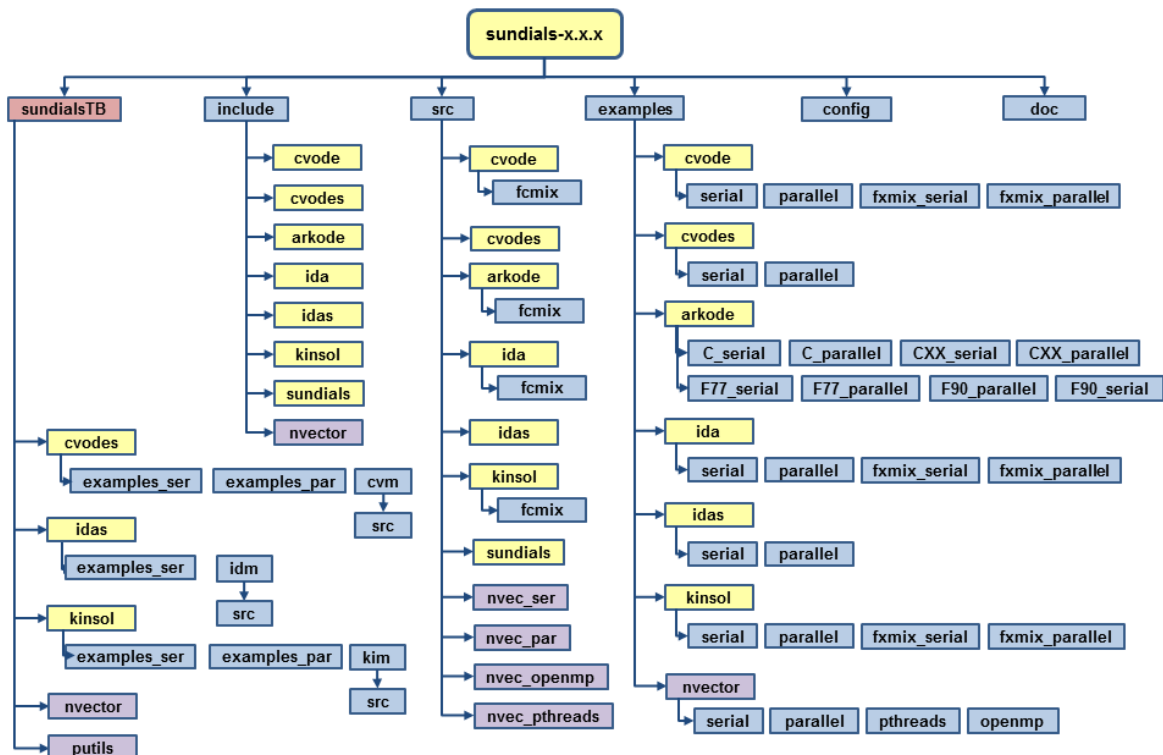 sundials-x.x.x
sundialsTB
include
src
examples
config
doc
cvodes
examples_ser
examples_par
cvm
src
idas
examples_ser
idm
src
kinsol
examples_ser
examples_par
kim
src
nvector
putils
cvode
cvodes
arkode
ida
idas
kinsol
sundials
nvector
cvode
fcmix
cvodes
arkode
fcmix
ida
fcmix
idas
kinsol
fcmix
sundials
nvec_ser
nvec_par
nvec_openmp
nvec_pthreads
cvode
serial parallel fxmix_serial fxmix_parallel
cvodes
serial parallel
arkode
C_serial C_parallel CXX_serial CXX_parallel
F77_serial F77_parallel F90_parallel F90_serial
ida
serial parallel fxmix_serial fxmix_parallel
idas
serial parallel
kinsol
serial parallel fxmix_serial fxmix_parallel
nvector
serial parallel pthreads openmp